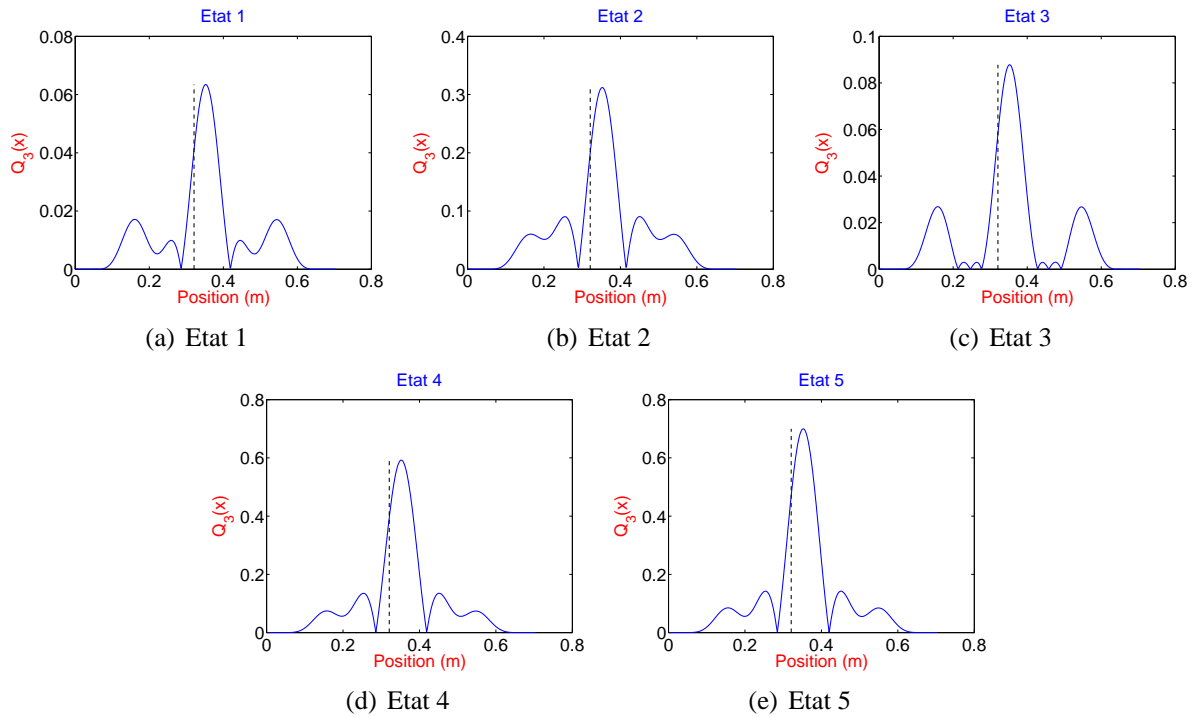 Etat 1
0.08
0.06
0.04
0.02
0
Q_3(x)
0 0.2 0.4 0.6 0.8
Position (m)
(a) Etat 1
Etat 2
0.4
0.3
0.2
0.1
0
Q_3(x)
0 0.2 0.4 0.6 0.8
Position (m)
(b) Etat 2
Etat 3
0.1
0.08
0.06
0.04
0.02
0
Q_3(x)
0 0.2 0.4 0.6 0.8
Position (m)
(c) Etat 3
Etat 4
0.8
0.6
0.4
0.2
0
Q_3(x)
0 0.2 0.4 0.6 0.8
Position (m)
(d) Etat 4
Etat 5
0.8
0.6
0.4
0.2
0
Q_3(x)
0 0.2 0.4 0.6 0.8
Position (m)
(e) Etat 5